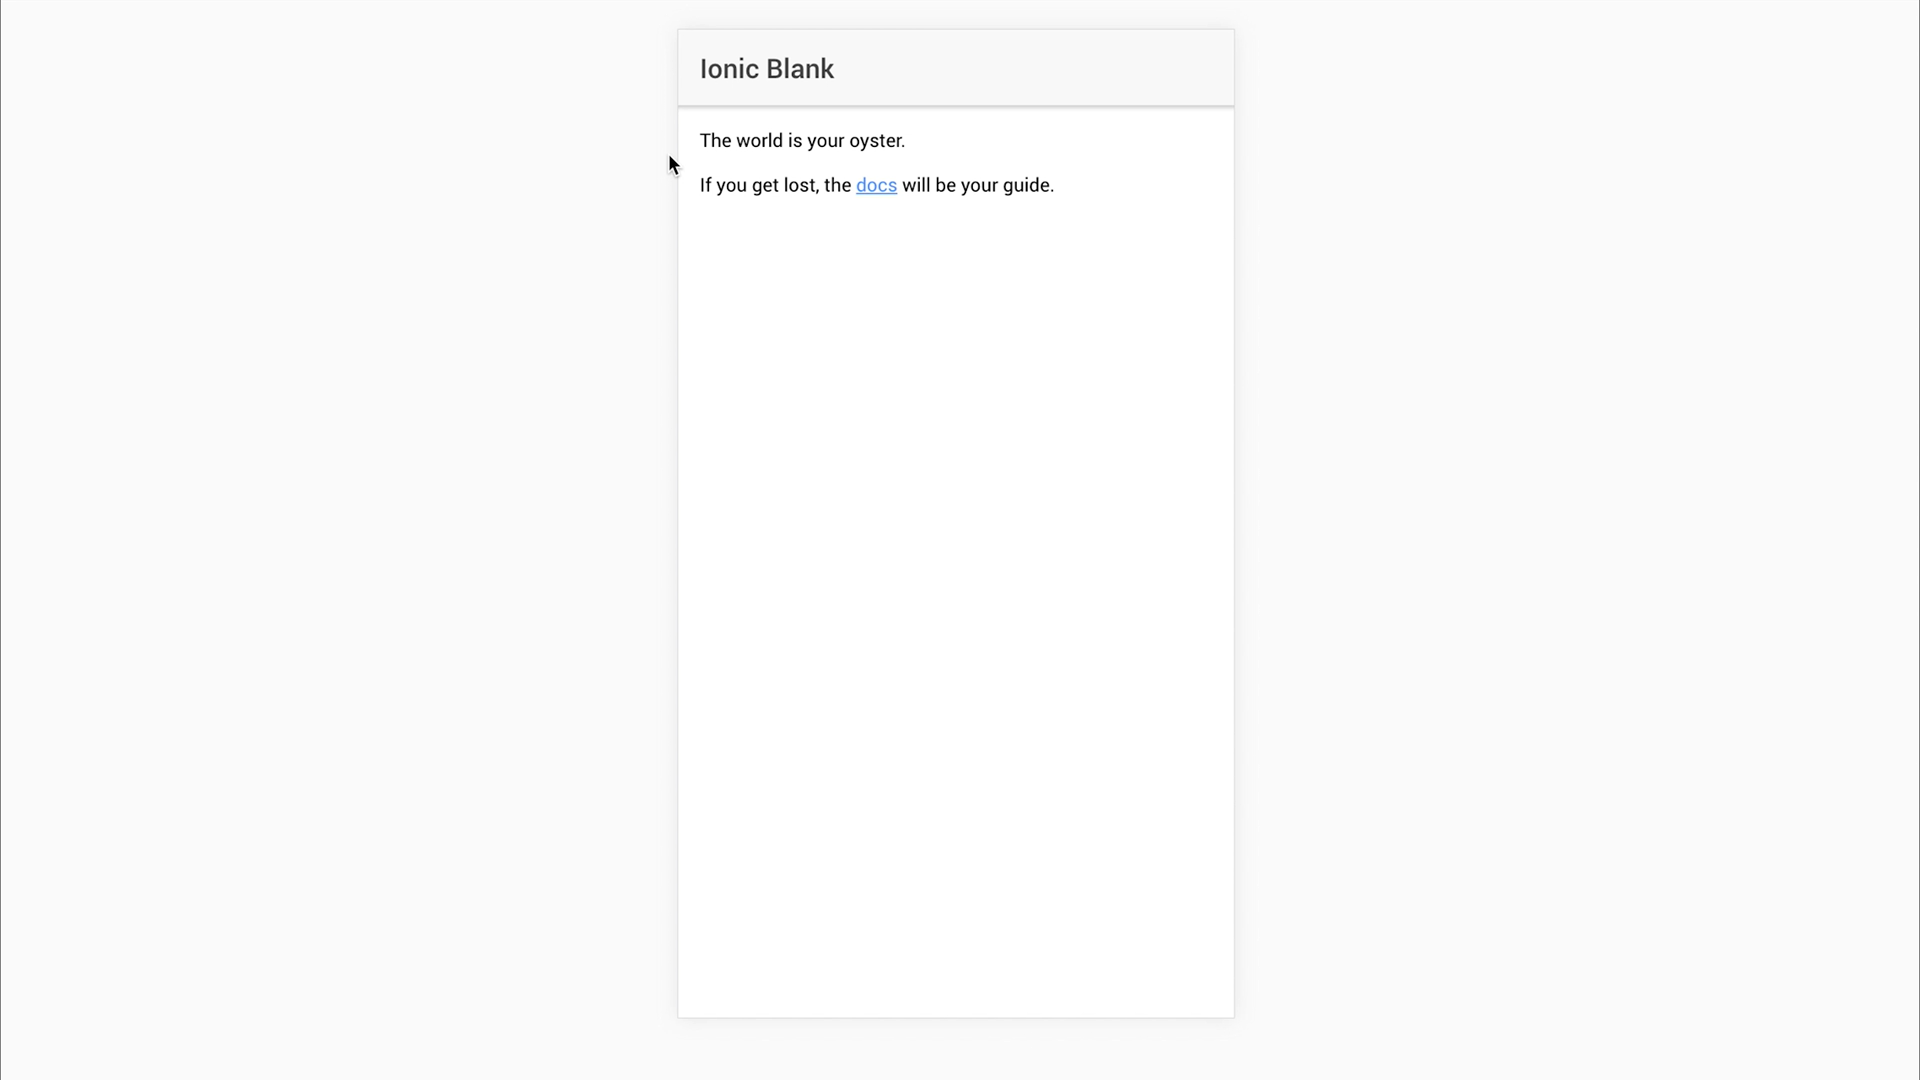 Ionic Blank
The world is your oyster.
If you get lost, the docs will be your guide.